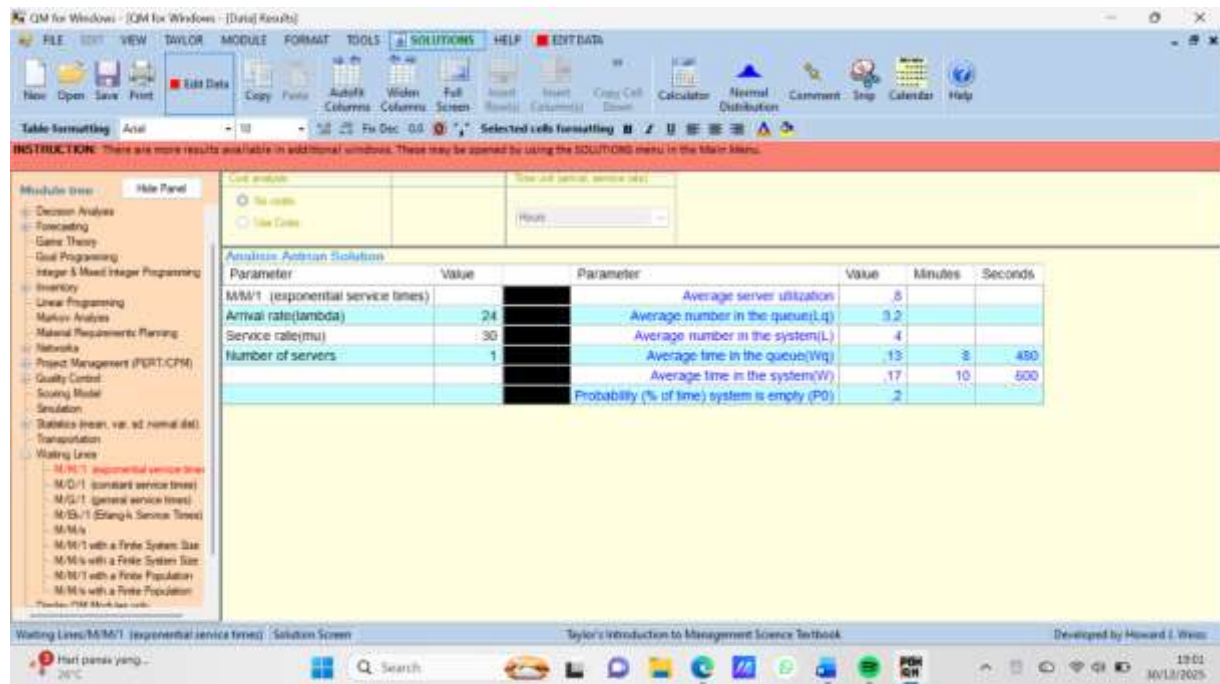 QM for Windows - [QM for Windows - [Data] Results]
FILE EDIT VIEW TAYLOR MODULE FORMAT TOOLS SOLUTIONS HELP EDIT DATA
New Open Save Print Edit Data Copy Paste Autofit Columns Widen Columns Full Screen Insert Row(s) Insert Column(s) Copy Cell Down Calculator Normal Distribution Comment Snip Calendar Help
Table formatting Arial 10 Fix Dec 0.0 Selected cells formatting B I U
INSTRUCTION: There are more results available in additional windows. These may be opened by using the SOLUTIONS menu in the Main Menu.
Module tree Hide Panel
Decision Analysis
Forecasting
Game Theory
Goal Programming
Integer & Mixed Integer Programming
Inventory
Linear Programming
Markov Analysis
Material Requirements Planning
Networks
Project Management (PERT/CPM)
Quality Control
Scoring Model
Simulation
Statistics (mean, var, sd, normal dist)
Transportation
Waiting Lines
M/M/1 (exponential service times
M/D/1 (constant service times)
M/G/1 (general service times)
M/Ek/1 (Erlang-k Service Times)
M/M/s
M/M/1 with a Finite System Size
M/M/s with a Finite System Size
M/M/1 with a Finite Population
M/M/s with a Finite Population
Display QM Modules only
Cost analysis
No costs
Use Costs
Time unit (arrival, service rate)
Hours
Analisis Antrian Solution
Parameter Value Parameter Value Minutes Seconds
M/M/1 (exponential service times) Average server utilization .8
Arrival rate(lambda) 24 Average number in the queue(Lq) 3.2
Service rate(mu) 30 Average number in the system(L) 4
Number of servers 1 Average time in the queue(Wq) .13 8 480
Average time in the system(W) .17 10 600
Probability (% of time) system is empty (P0) .2
Waiting Lines/M/M/1 (exponential service times) Solution Screen Taylor's Introduction to Management Science Textbook Developed by Howard J. Weiss
Hari panas yang...
26°C
Search
POM QM
19:01
30/12/2025